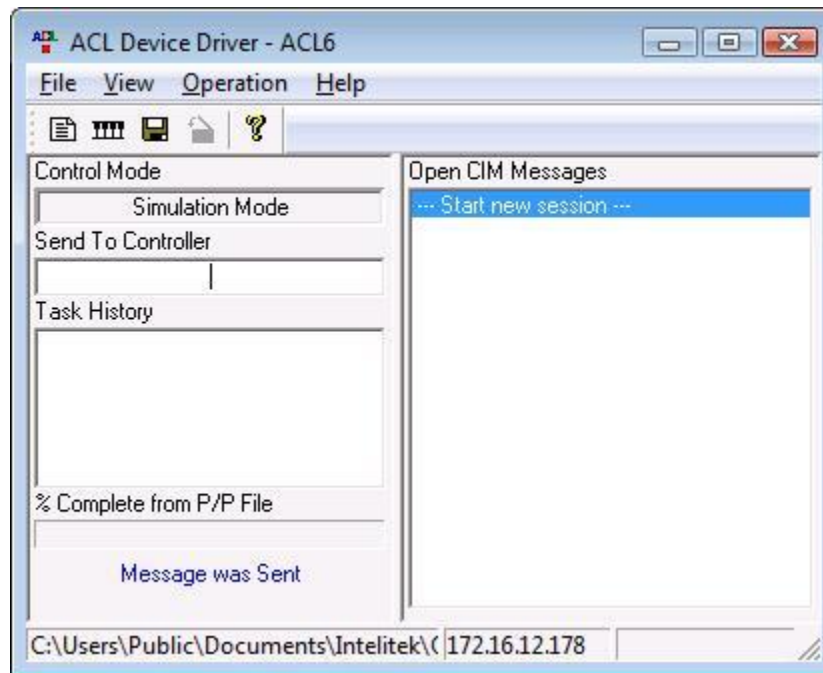 ACL Device Driver - ACL6
File View Operation Help
Control Mode
Simulation Mode
Send To Controller
Task History
% Complete from P/P File
Message was Sent
Open CIM Messages
--- Start new session ---
C:\Users\Public\Documents\Intelitek\( 172.16.12.178